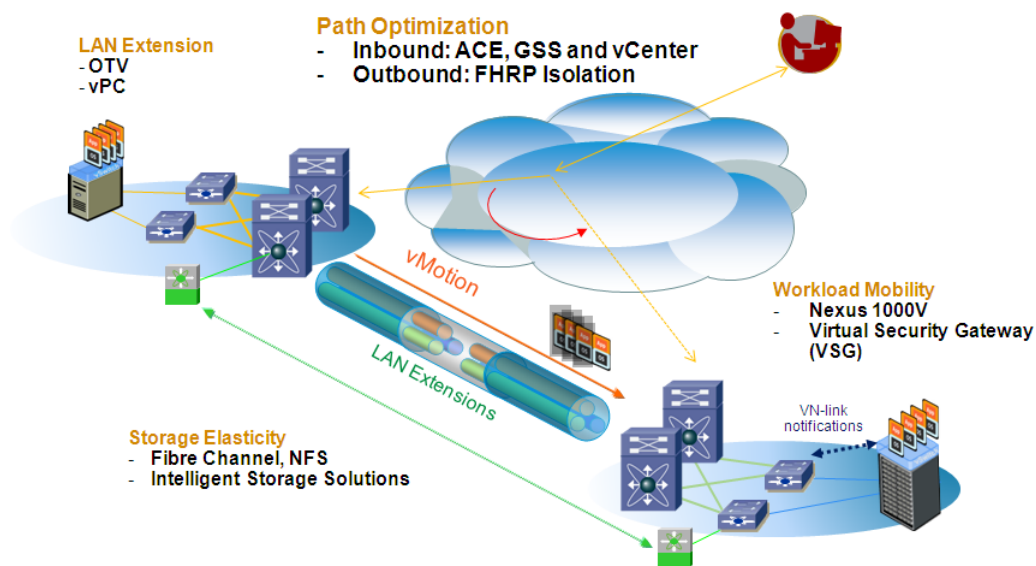 Path Optimization
- Inbound: ACE, GSS and vCenter
- Outbound: FHRP Isolation
LAN Extension
- OTV
- vPC
vMotion
LAN Extensions
Workload Mobility
- Nexus 1000V
- Virtual Security Gateway
(VSG)
VN-link
notifications
Storage Elasticity
- Fibre Channel, NFS
- Intelligent Storage Solutions